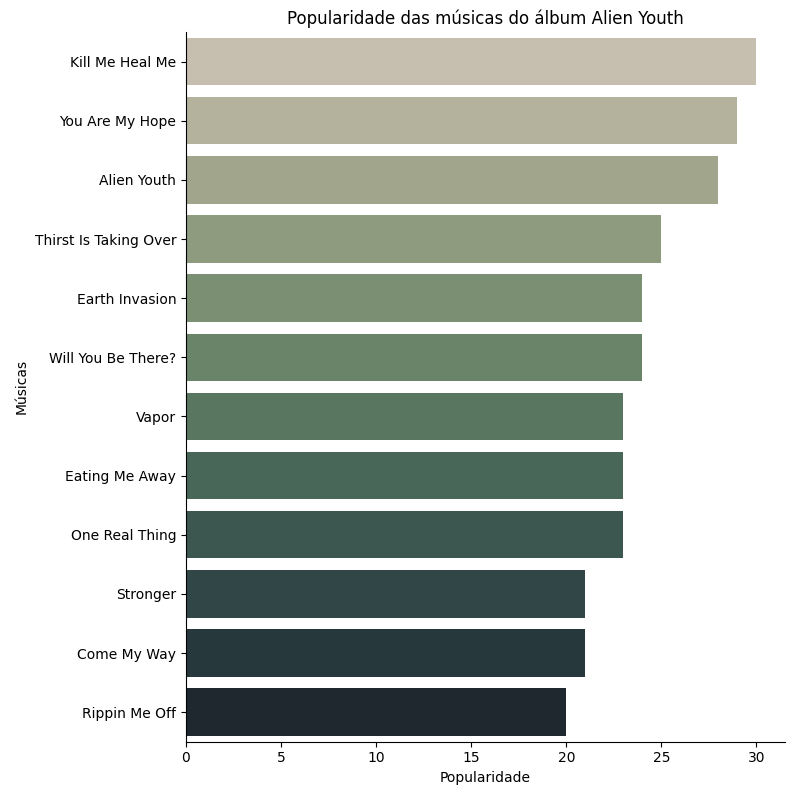 Popularidade das músicas do álbum Alien Youth
Kill Me Heal Me
You Are My Hope
Alien Youth
Thirst Is Taking Over
Earth Invasion
Will You Be There?
Vapor
Eating Me Away
One Real Thing
Stronger
Come My Way
Rippin Me Off
Músicas
0 5 10 15 20 25 30
Popularidade